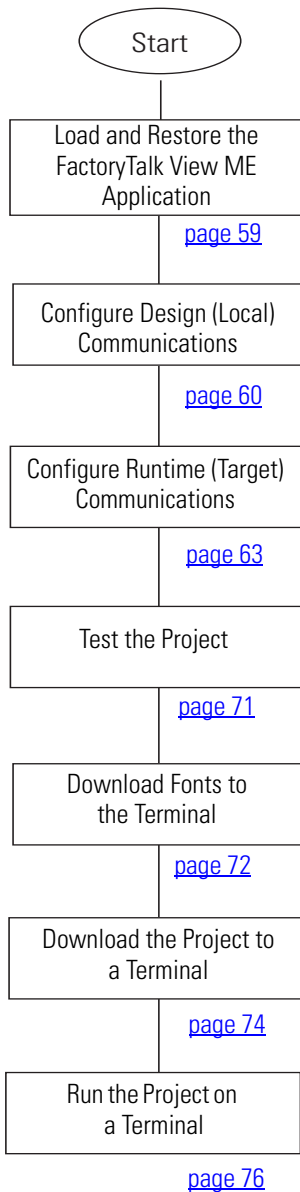 Start
Load and Restore the
FactoryTalk View ME
Application
page 59
Configure Design (Local)
Communications
page 60
Configure Runtime (Target)
Communications
page 63
Test the Project
page 71
Download Fonts to
the Terminal
page 72
Download the Project to
a Terminal
page 74
Run the Project on
a Terminal
page 76